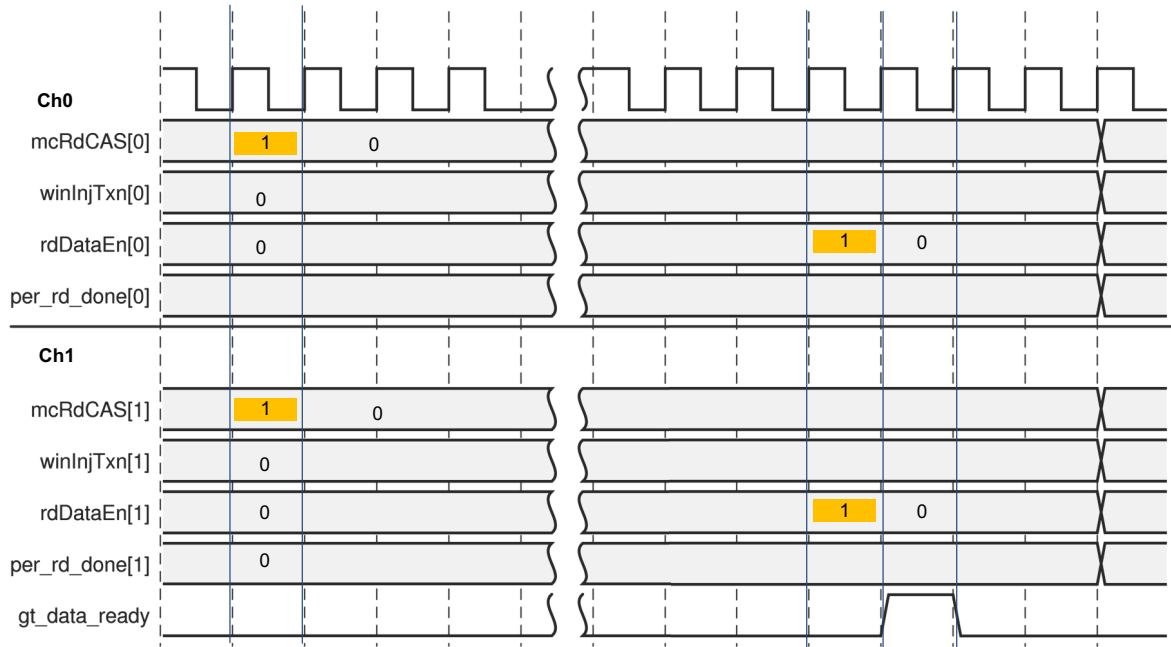 Ch0
mcRdCAS[0] 1 0
winInjTxn[0] 0
rdDataEn[0] 0 1 0
per_rd_done[0]
Ch1
mcRdCAS[1] 1 0
winInjTxn[1] 0
rdDataEn[1] 0 1 0
per_rd_done[1] 0
gt_data_ready